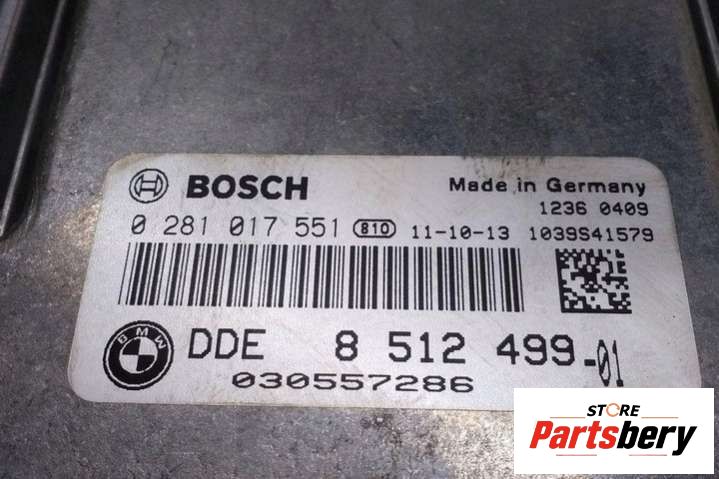 BOSCH Made in Germany
1236 0409
0 281 017 551 810 11-10-13 1039S41579
BMW DDE 8 512 499-01
030557286
STORE
Partsbery